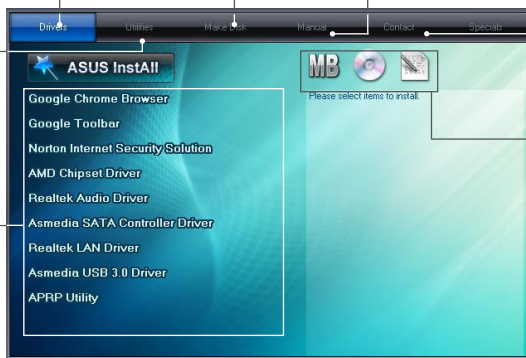 Drivers Utilities Make Disk Manual Contact Specials
ASUS InstAll
MB
Please select items to install.
Google Chrome Browser
Google Toolbar
Norton Internet Security Solution
AMD Chipset Driver
Realtek Audio Driver
Asmedia SATA Controller Driver
Realtek LAN Driver
Asmedia USB 3.0 Driver
APRP Utility